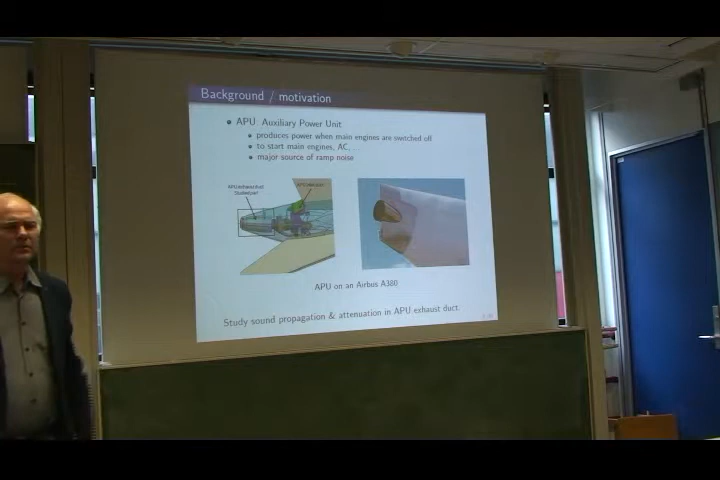 Background / motivation
APU: Auxiliary Power Unit
produces power when main engines are switched off
to start main engines, AC, ...
major source of ramp noise
APU on an Airbus A380
Study sound propagation & attenuation in APU exhaust duct.